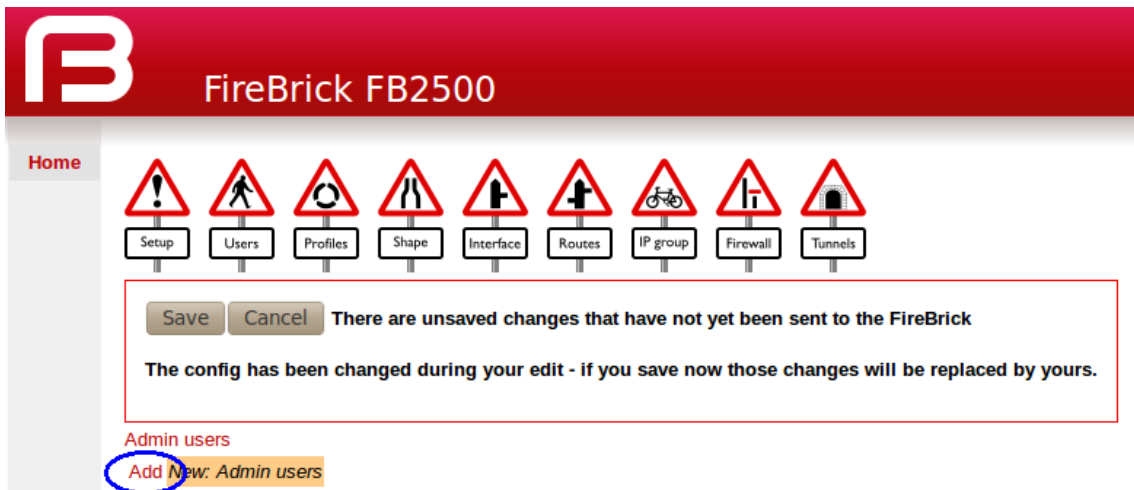 FireBrick FB2500
Home
Setup
Users
Profiles
Shape
Interface
Routes
IP group
Firewall
Tunnels
Save Cancel There are unsaved changes that have not yet been sent to the FireBrick
The config has been changed during your edit - if you save now those changes will be replaced by yours.
Admin users
Add New: Admin users